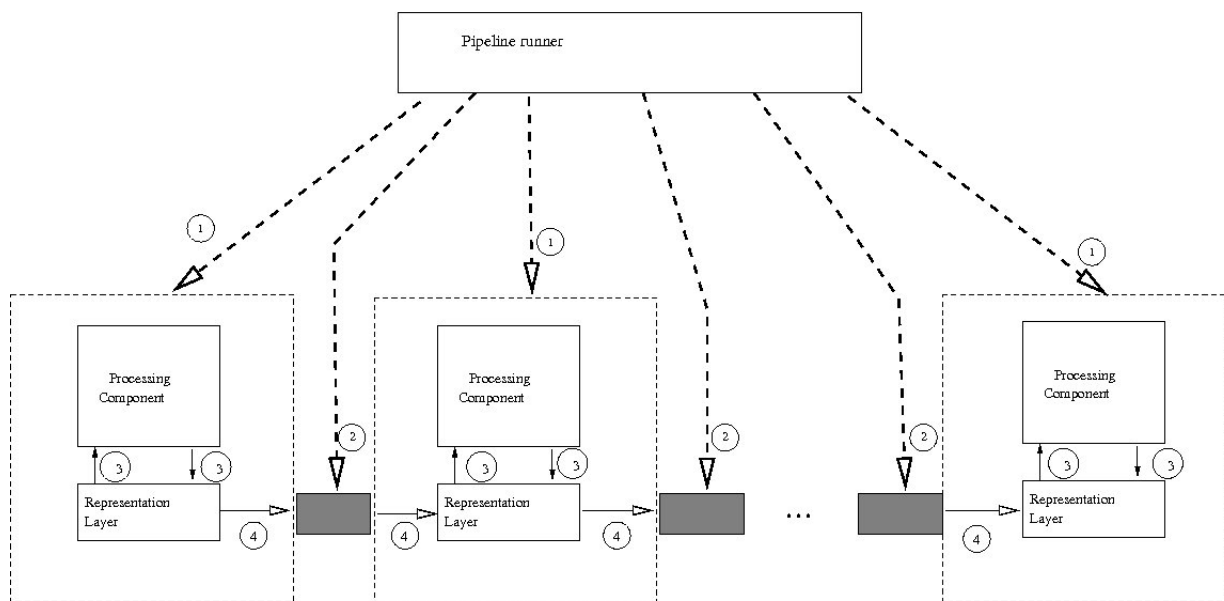 Pipeline runner
1
1
1
Processing
Component
Processing
Component
Processing
Component
2
2
2
3
3
3
3
3
3
Representation
Layer
Representation
Layer
...
Representation
Layer
4
4
4
4